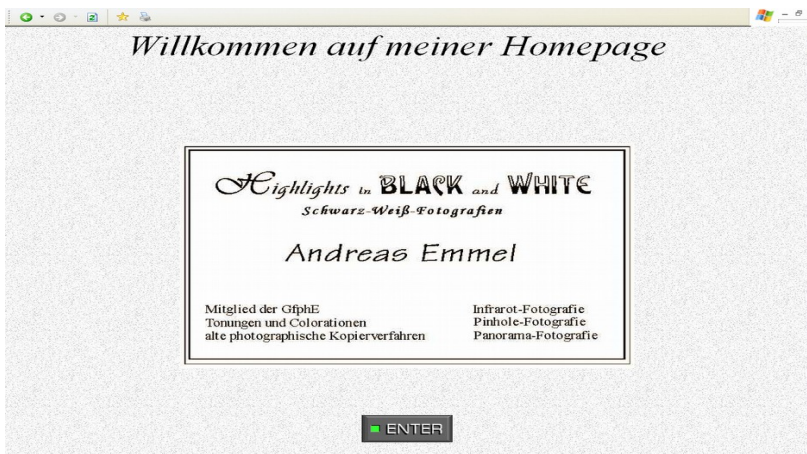 Willkommen auf meiner Homepage
Highlights in BLACK and WHITE
Schwarz-Weiß-Fotografien
Andreas Emmel
Mitglied der GfphE
Tonungen und Colorationen
alte photographische Kopierverfahren
Infrarot-Fotografie
Pinhole-Fotografie
Panorama-Fotografie
ENTER